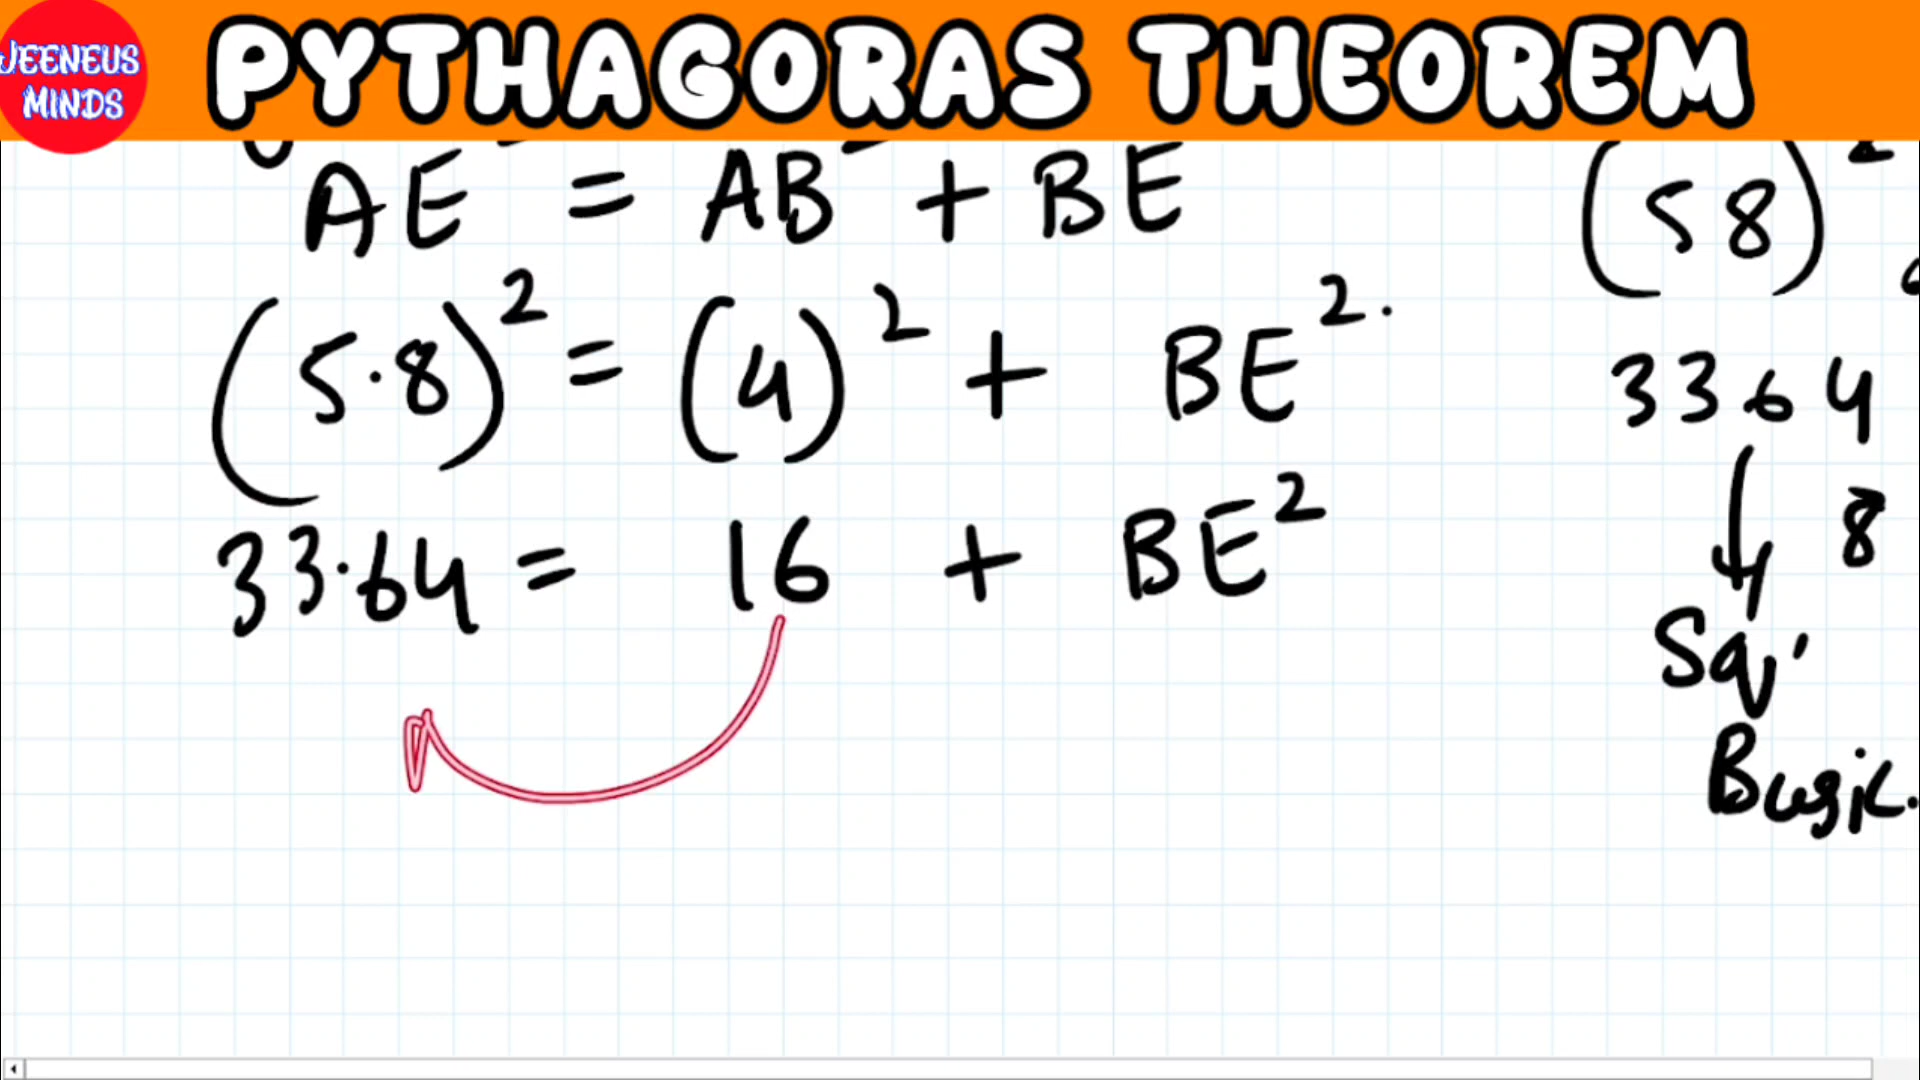 JEENEUS
MINDS
PYTHAGORAS THEOREM
AE = AB + BE
(5.8)² = (4)² + BE².
33.64 = 16 + BE²
(58)²
3364
8
Sq'